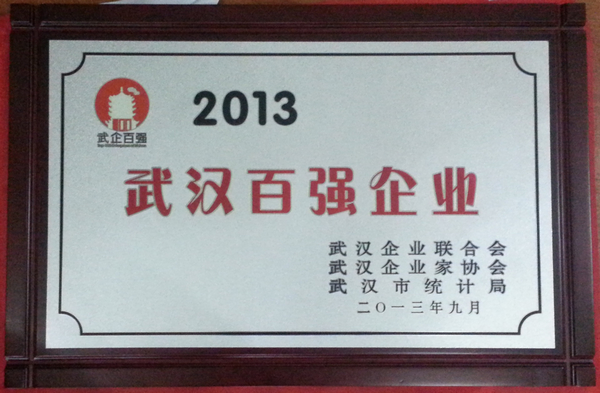 武企百强
2013
武汉百强企业
武汉企业联合会
武汉企业家协会
武汉市统计局
二〇一三年九月